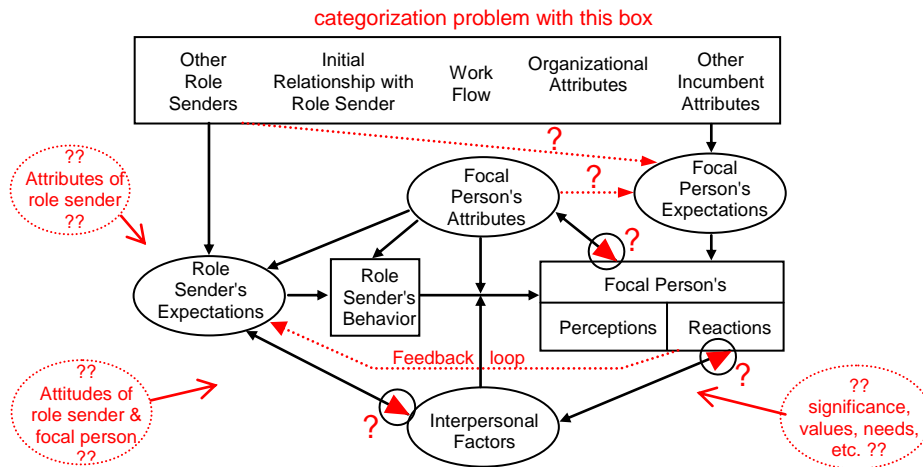 categorization problem with this box
Other
Role
Senders
Initial
Relationship with
Role Sender
Work
Flow
Organizational
Attributes
Other
Incumbent
Attributes
?
??
Attributes of
role sender
??
Focal
Person's
Attributes
?
Focal
Person's
Expectations
?
Role
Sender's
Expectations
Role
Sender's
Behavior
Focal Person's
Perceptions
Reactions
Feedback loop
?
??
Attitudes of
role sender &
focal person.
??
?
Interpersonal
Factors
??
significance,
values, needs,
etc. ??